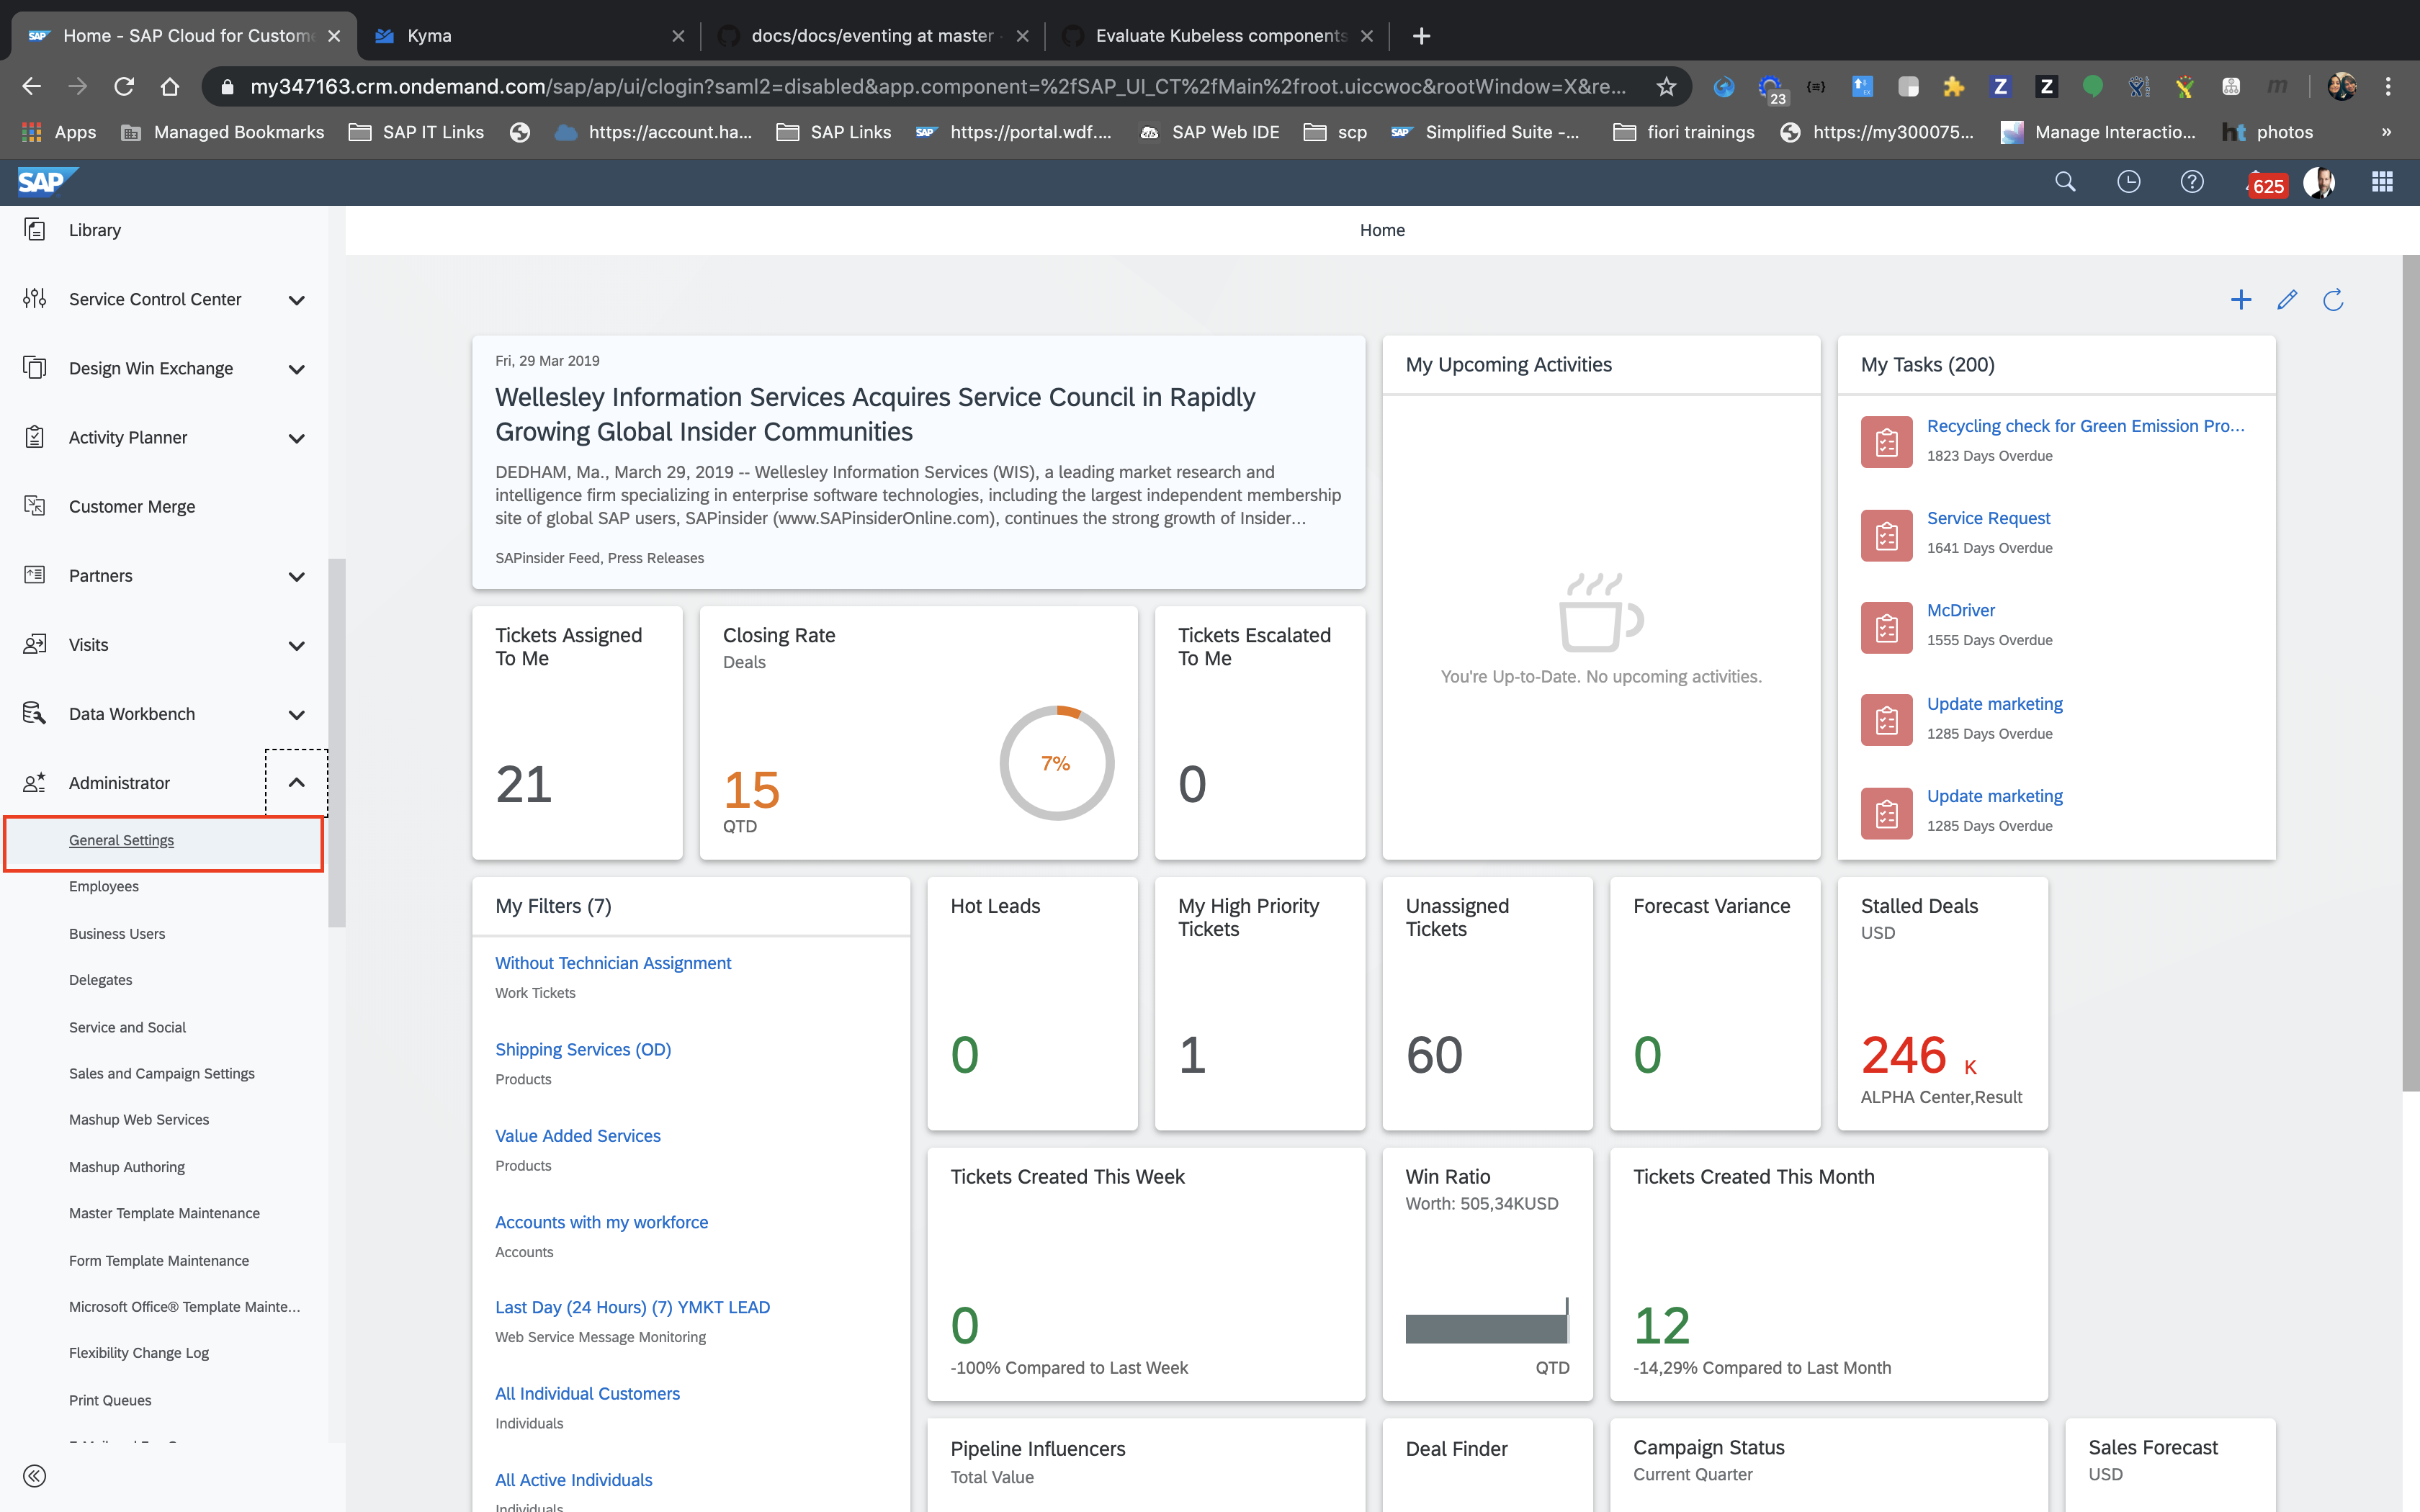 SAP Home - SAP Cloud for Custome
Kyma
docs/docs/eventing at master
Evaluate Kubeless components
my347163.crm.ondemand.com/sap/ap/ui/clogin?saml2=disabled&app.component=%2fSAP_UI_CT%2fMain%2froot.uiccwoc&rootWindow=X&re...
23
Z
Z
m
Apps
Managed Bookmarks
SAP IT Links
https://account.ha...
SAP Links
SAP https://portal.wdf....
SAP Web IDE
scp
SAP Simplified Suite -...
fiori trainings
https://my300075...
Manage Interactio...
ht photos
»
SAP
625
Library
Service Control Center
Design Win Exchange
Activity Planner
Customer Merge
Partners
Visits
Data Workbench
Administrator
General Settings
Employees
Business Users
Delegates
Service and Social
Sales and Campaign Settings
Mashup Web Services
Mashup Authoring
Master Template Maintenance
Form Template Maintenance
Microsoft Office® Template Mainte...
Flexibility Change Log
Print Queues
Home
Fri, 29 Mar 2019
Wellesley Information Services Acquires Service Council in Rapidly
Growing Global Insider Communities
DEDHAM, Ma., March 29, 2019 -- Wellesley Information Services (WIS), a leading market research and
intelligence firm specializing in enterprise software technologies, including the largest independent membership
site of global SAP users, SAPinsider (www.SAPinsiderOnline.com), continues the strong growth of Insider...
SAPinsider Feed, Press Releases
My Upcoming Activities
You're Up-to-Date. No upcoming activities.
My Tasks (200)
Recycling check for Green Emission Pro...
1823 Days Overdue
Service Request
1641 Days Overdue
McDriver
1555 Days Overdue
Update marketing
1285 Days Overdue
Update marketing
1285 Days Overdue
Tickets Assigned
To Me
21
Closing Rate
Deals
15
QTD
7%
Tickets Escalated
To Me
0
My Filters (7)
Without Technician Assignment
Work Tickets
Shipping Services (OD)
Products
Value Added Services
Products
Accounts with my workforce
Accounts
Last Day (24 Hours) (7) YMKT LEAD
Web Service Message Monitoring
All Individual Customers
Individuals
All Active Individuals
Individuals
Hot Leads
0
My High Priority
Tickets
1
Unassigned
Tickets
60
Forecast Variance
0
Stalled Deals
USD
246 K
ALPHA Center,Result
Tickets Created This Week
0
-100% Compared to Last Week
Win Ratio
Worth: 505,34KUSD
QTD
Tickets Created This Month
12
-14,29% Compared to Last Month
Pipeline Influencers
Total Value
Deal Finder
Campaign Status
Current Quarter
Sales Forecast
USD